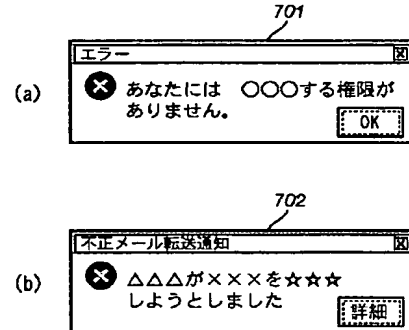 701
エラー
(a)
あなたには ○○○する権限が
ありません。
OK
702
不正メール転送通知
(b)
△△△が×××を☆☆☆
しようとしました
詳細